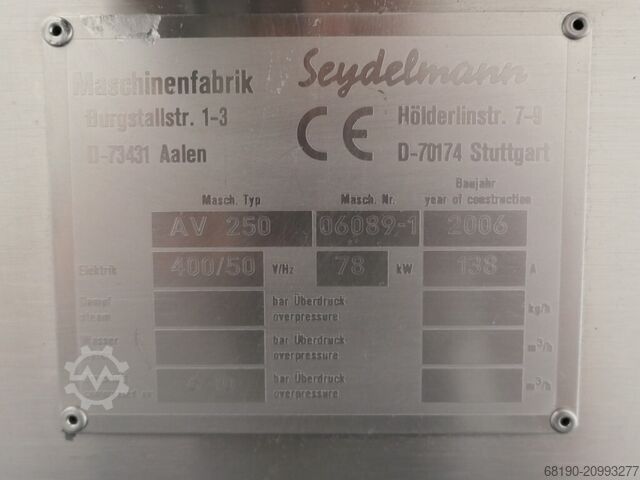 Maschinenfabrik Seydelmann
Burgstallstr. 1-3 CE Hölderlinstr. 7-9
D-73431 Aalen D-70174 Stuttgart
Baujahr
Masch. Typ Masch. Nr. year of construction
AV 250 06089-1 2006
Elektrik 400/50 V/Hz 78 kW 138 A
Dampf bar Überdruck
steam overpressure kg/h
Wasser bar Überdruck
overpressure m³/h
bar Überdruck
overpressure m³/h
68190-20993277